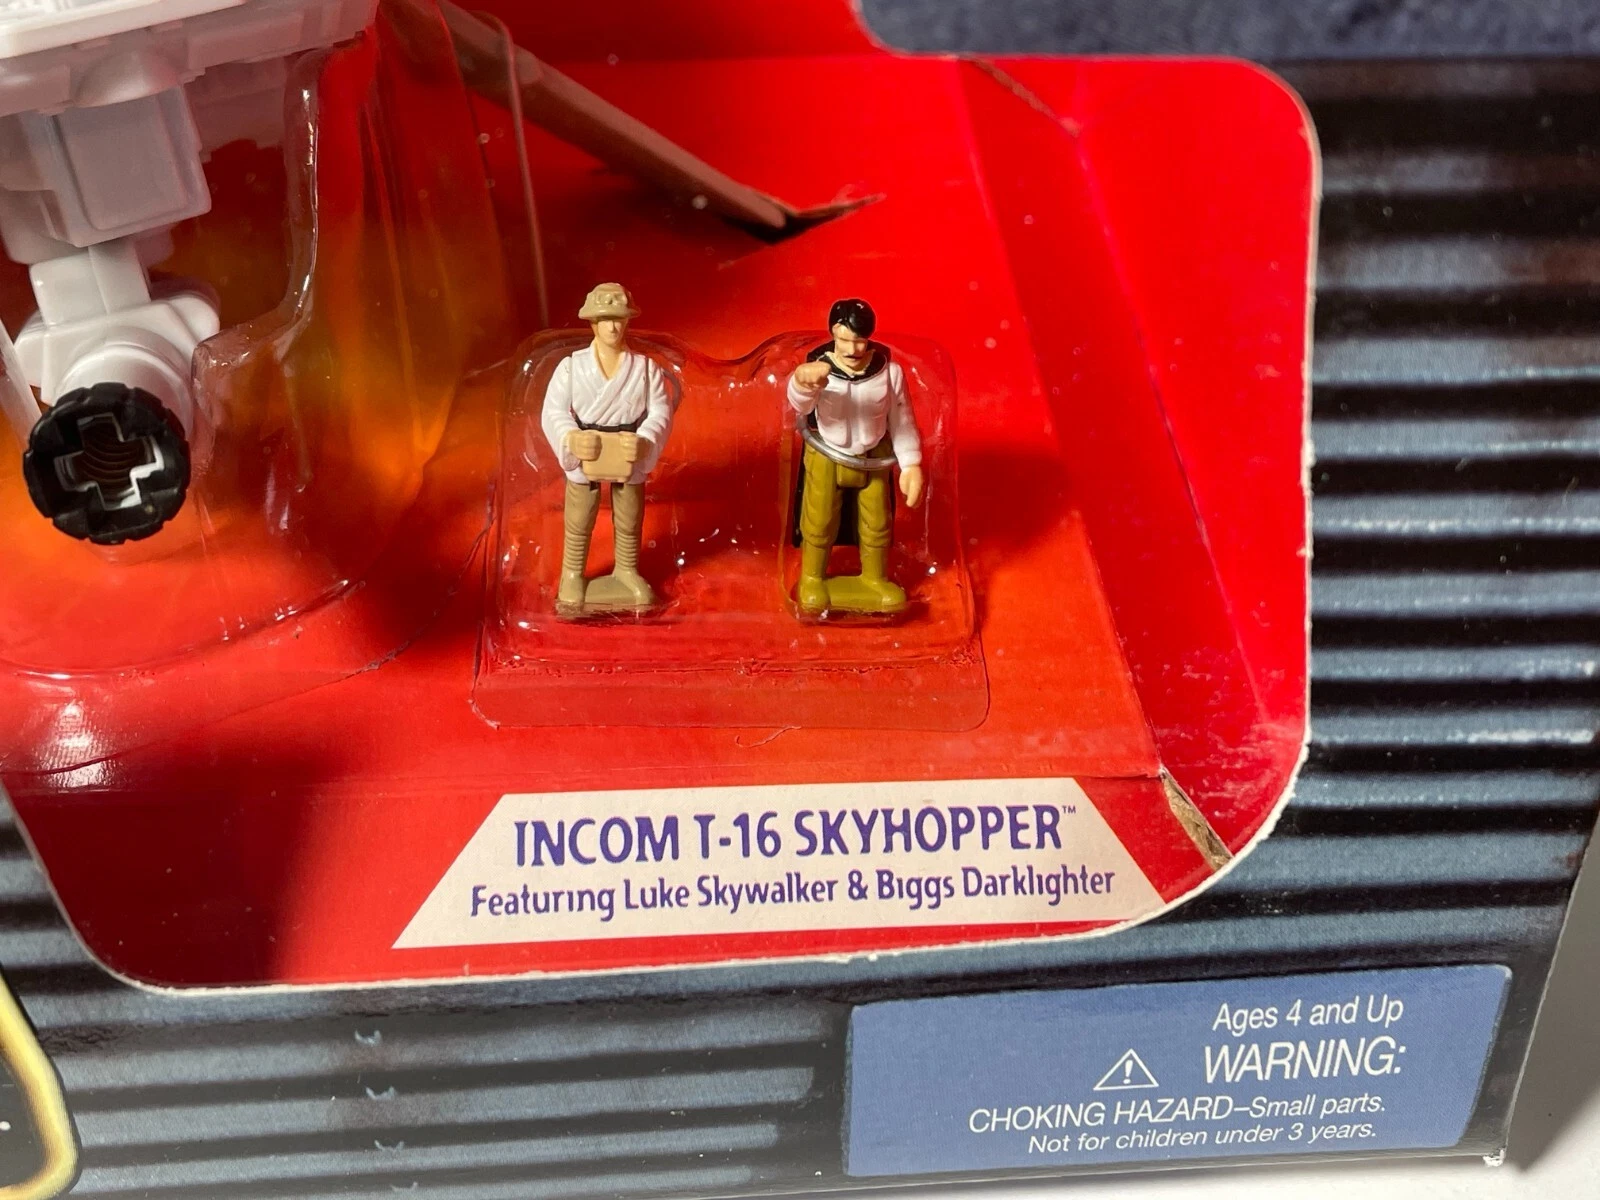 INCOM T-16 SKYHOPPER™
Featuring Luke Skywalker & Biggs Darklighter
Ages 4 and Up
⚠ WARNING:
CHOKING HAZARD–Small parts.
Not for children under 3 years.